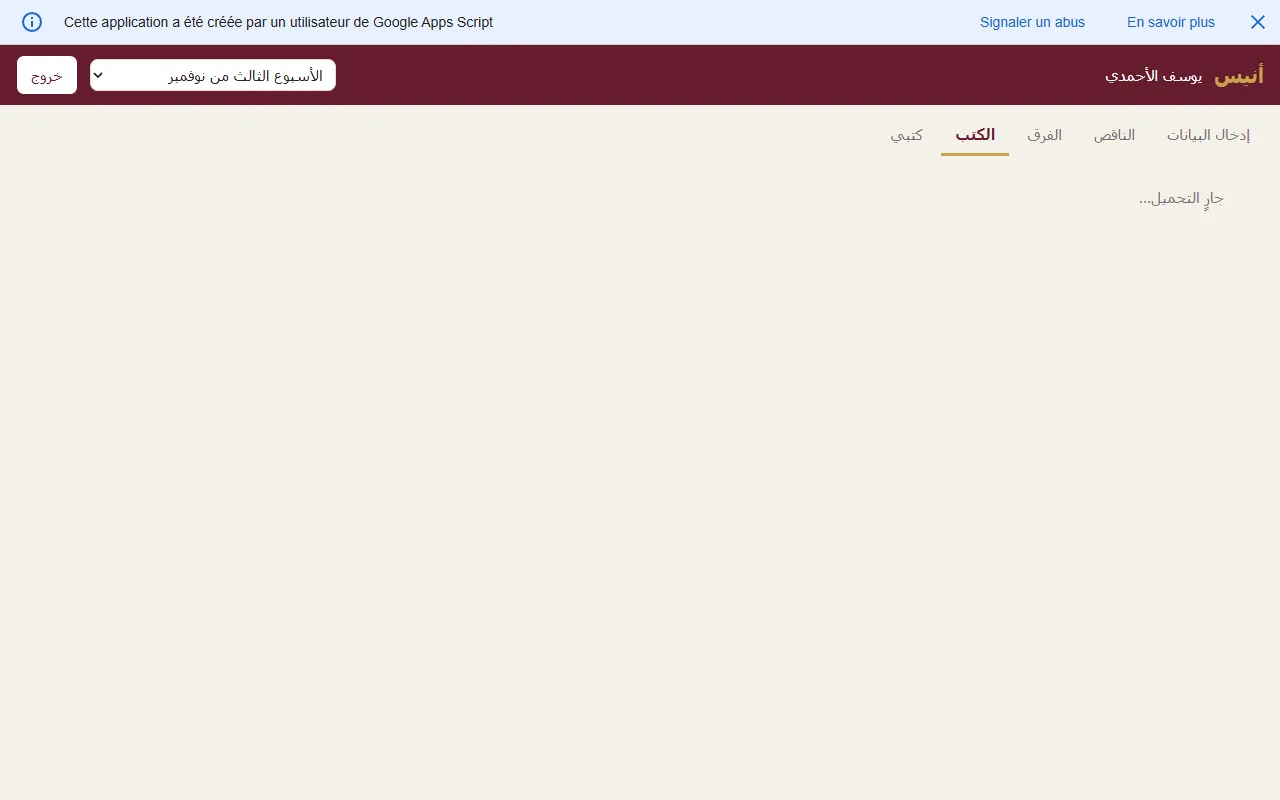 Cette application a été créée par un utilisateur de Google Apps Script
Signaler un abus
En savoir plus
أنيس
يوسف الأحمدي
الأسبوع الثالث من نوفمبر
خروج
إدخال البيانات
الناقص
الفرق
الكتب
كتبي
جارٍ التحميل...